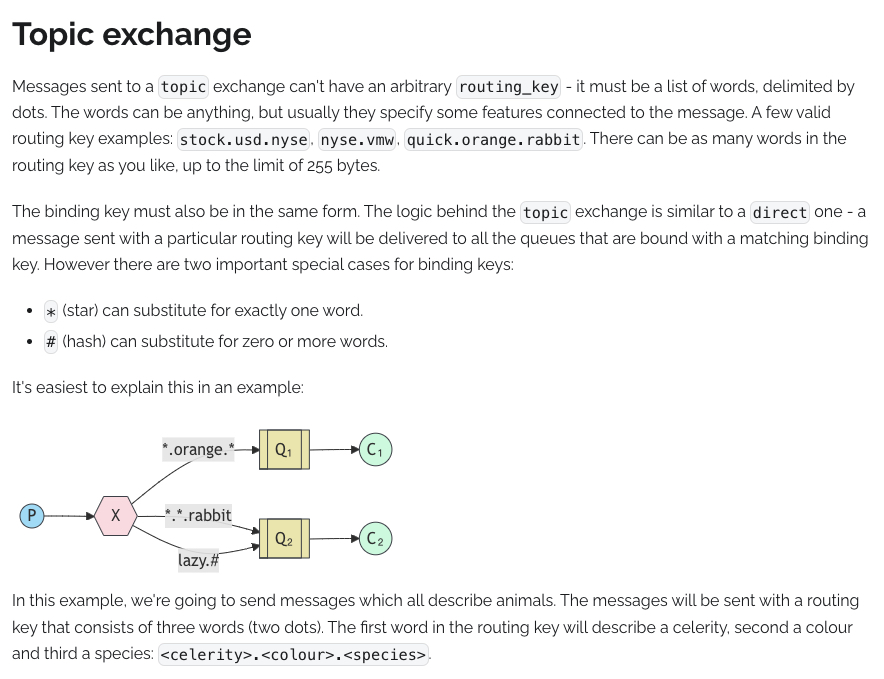 Topic exchange
Messages sent to a topic exchange can't have an arbitrary routing_key - it must be a list of words, delimited by
dots. The words can be anything, but usually they specify some features connected to the message. A few valid
routing key examples: stock.usd.nyse, nyse.vmw, quick.orange.rabbit. There can be as many words in the
routing key as you like, up to the limit of 255 bytes.
The binding key must also be in the same form. The logic behind the topic exchange is similar to a direct one - a
message sent with a particular routing key will be delivered to all the queues that are bound with a matching binding
key. However there are two important special cases for binding keys:
• * (star) can substitute for exactly one word.
• # (hash) can substitute for zero or more words.
It's easiest to explain this in an example:
*.orange.* Q₁ C₁
P X *.*.rabbit
Q₂ C₂
lazy.#
In this example, we're going to send messages which all describe animals. The messages will be sent with a routing
key that consists of three words (two dots). The first word in the routing key will describe a celerity, second a colour
and third a species: <celerity>.<colour>.<species>.